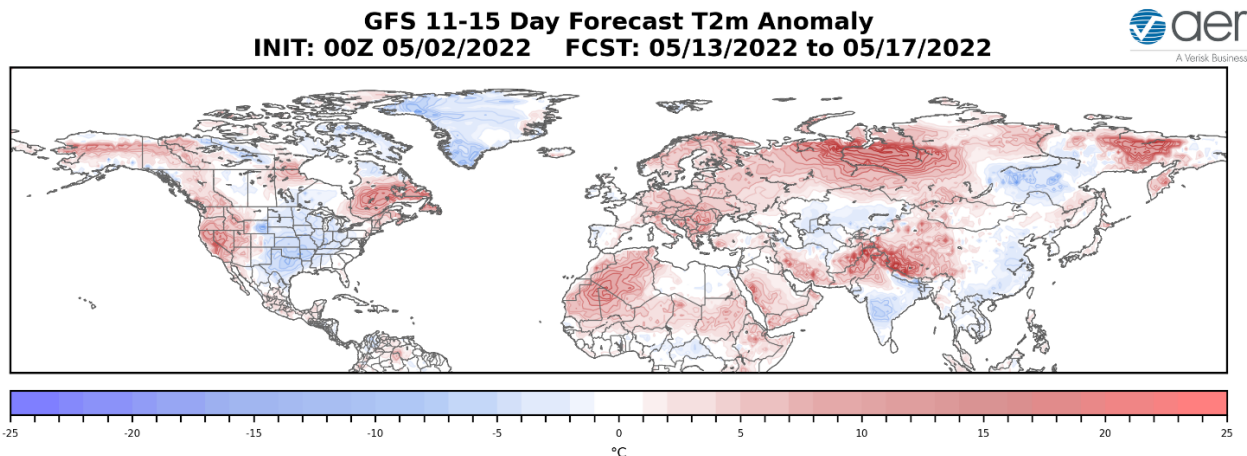 GFS 11-15 Day Forecast T2m Anomaly
INIT: 00Z 05/02/2022 FCST: 05/13/2022 to 05/17/2022
aer
A Verisk Business
-25 -20 -15 -10 -5 0 5 10 15 20 25
°C